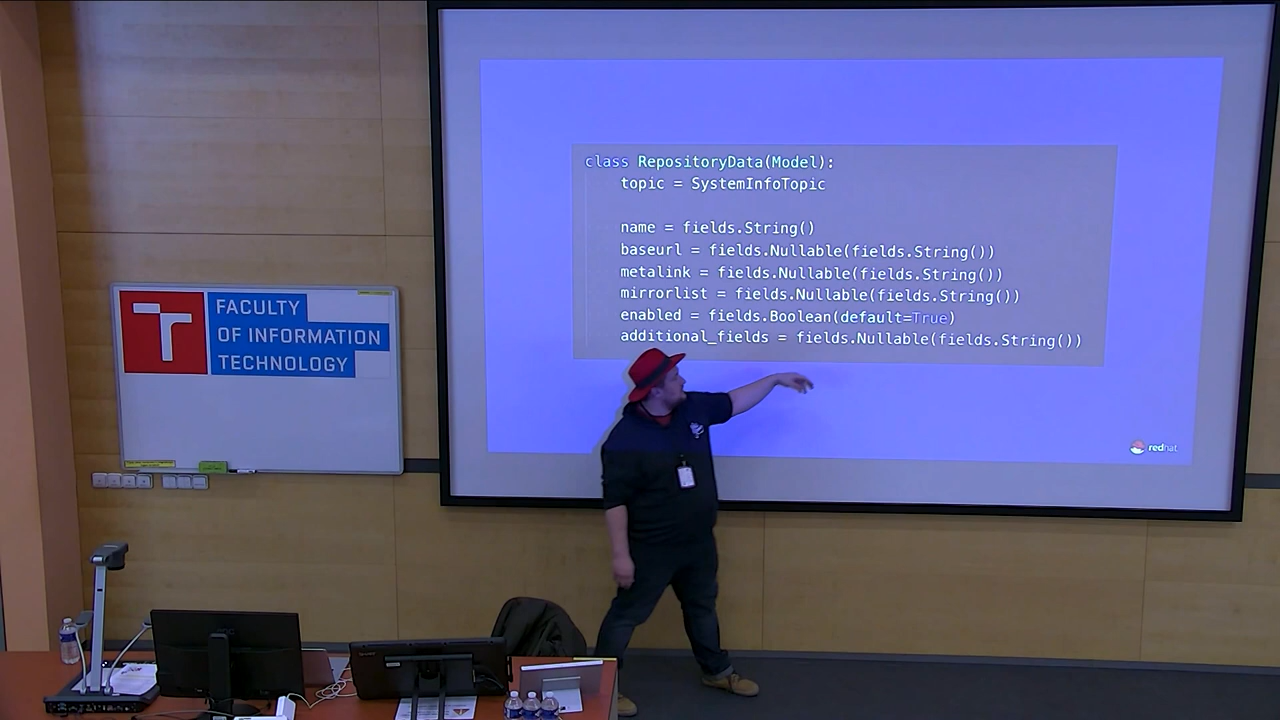 class RepositoryData(Model):
topic = SystemInfoTopic
name = fields.String()
baseurl = fields.Nullable(fields.String())
metalink = fields.Nullable(fields.String())
mirrorlist = fields.Nullable(fields.String())
enabled = fields.Boolean(default=True)
additional_fields = fields.Nullable(fields.String())
redhat
FACULTY
OF INFORMATION
TECHNOLOGY